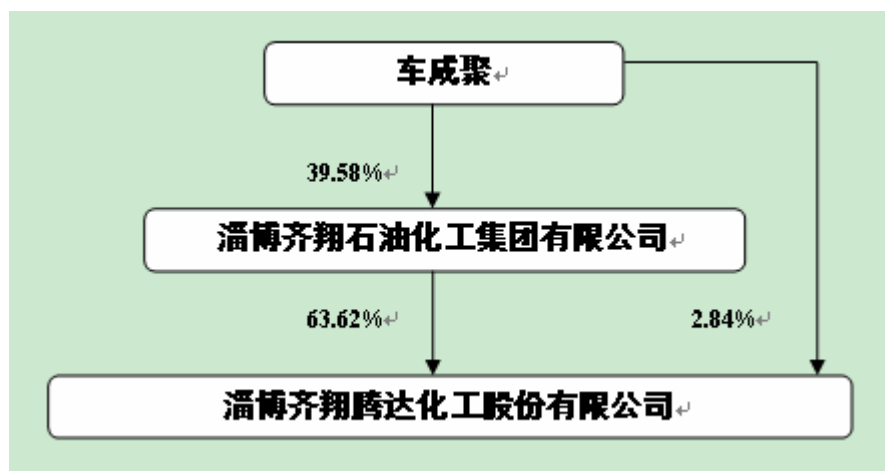 车成聚
39.58%
淄博齐翔石油化工集团有限公司
63.62%
2.84%
淄博齐翔腾达化工股份有限公司